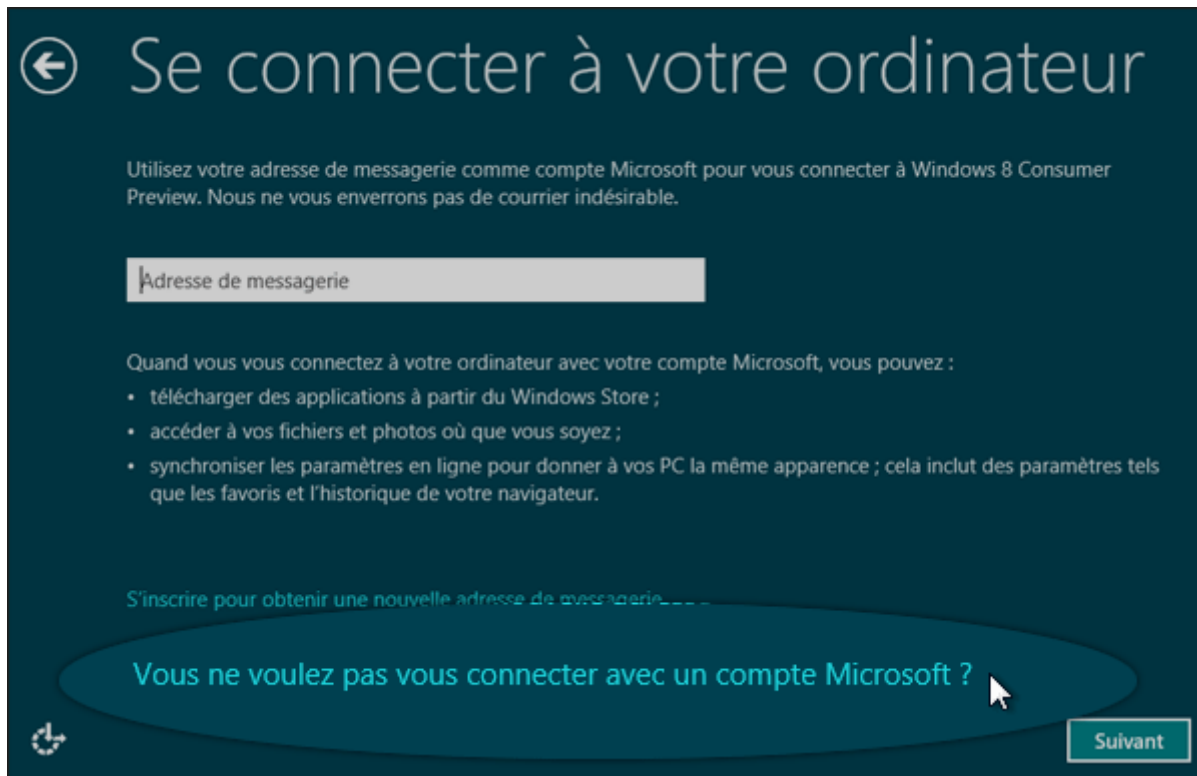 Se connecter à votre ordinateur
Utilisez votre adresse de messagerie comme compte Microsoft pour vous connecter à Windows 8 Consumer
Preview. Nous ne vous enverrons pas de courrier indésirable.
Adresse de messagerie
Quand vous vous connectez à votre ordinateur avec votre compte Microsoft, vous pouvez :
• télécharger des applications à partir du Windows Store ;
• accéder à vos fichiers et photos où que vous soyez ;
• synchroniser les paramètres en ligne pour donner à vos PC la même apparence ; cela inclut des paramètres tels
que les favoris et l'historique de votre navigateur.
S'inscrire pour obtenir une nouvelle adresse de messagerie
Vous ne voulez pas vous connecter avec un compte Microsoft ?
Suivant